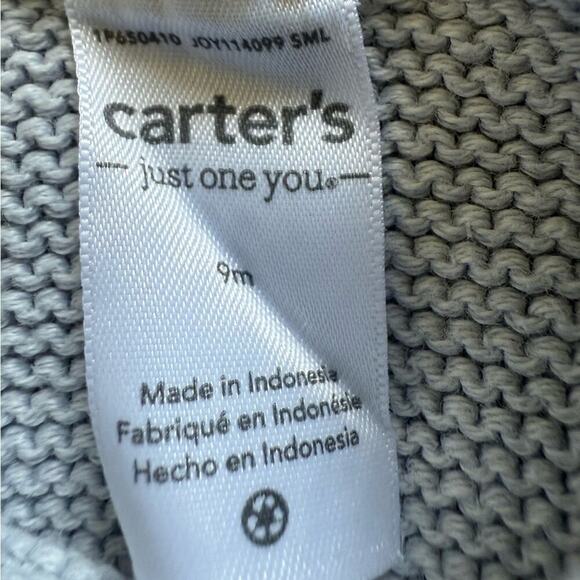 1P650410 JOY114099 SML
carter's
just one you®
9m
Made in Indonesia
Fabriqué en Indonésie
Hecho en Indonesia